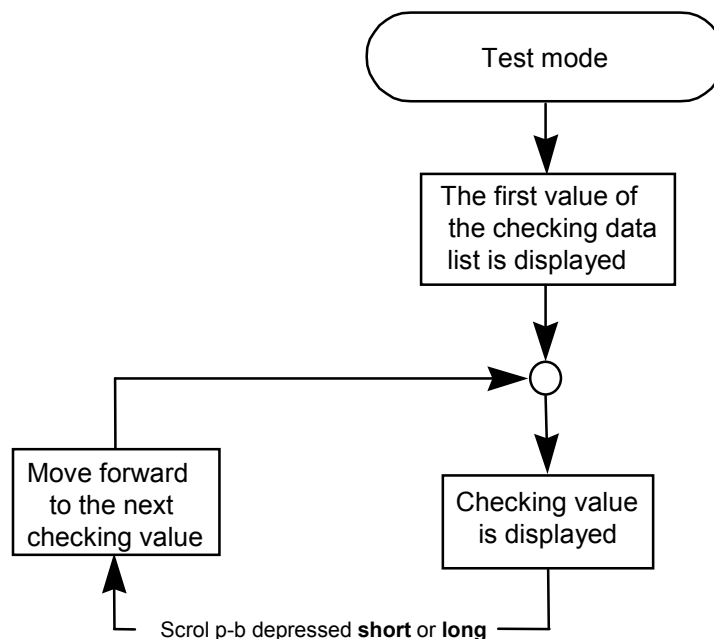 Test mode
The first value of
the checking data
list is displayed
Move forward
to the next
checking value
Checking value
is displayed
Scrol p-b depressed short or long